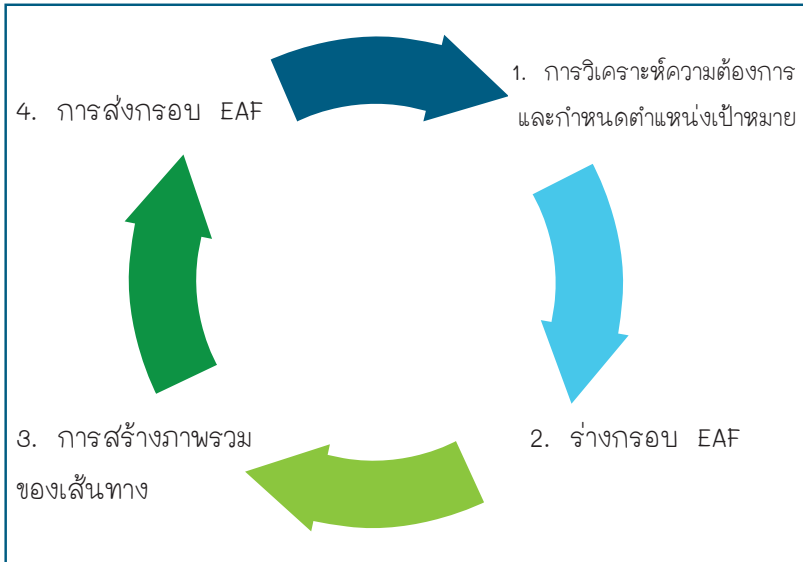 1. การวิเคราะห์ความต้องการ
และกำหนดตำแหน่งเป้าหมาย
2. ร่างกรอบ EAF
3. การสร้างภาพรวม
ของเส้นทาง
4. การส่งกรอบ EAF